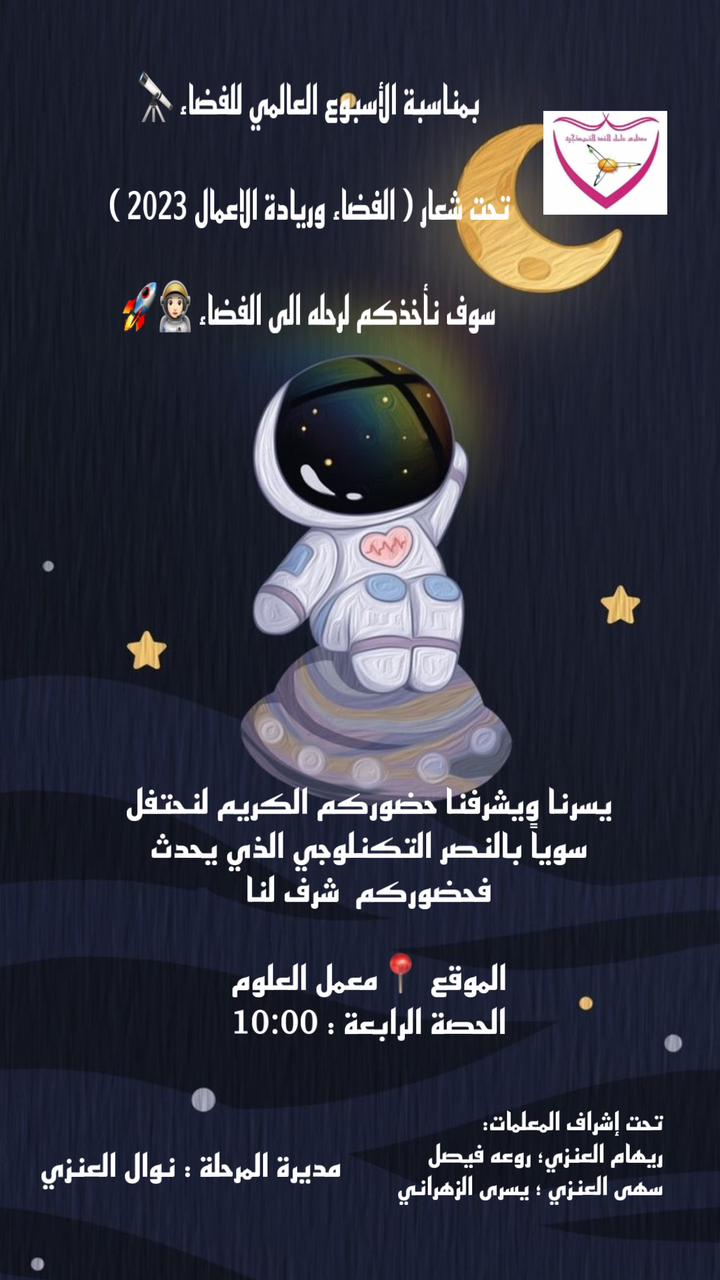 بمناسبة الأسبوع العالمي للفضاء
تحت شعار ( الفضاء وريادة الاعمال 2023 )
سوف نأخذكم لرحله الى الفضاء
يسرنا ويشرفنا حضوركم الكريم لنحتفل
سوياً بالنصر التكنلوجي الذي يحدث
فحضوركم شرف لنا
الموقع 📍 معمل العلوم
الحصة الرابعة : 10:00
تحت إشراف المعلمات:
ريهام العنزي؛ روعه فيصل
سهى العنزي ؛ يسرى الزهراني
مديرة المرحلة : نوال العنزي